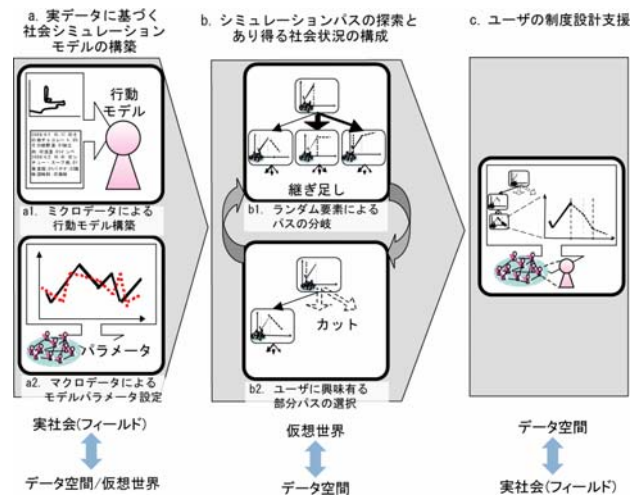 a. 実データに基づく
社会シミュレーション
モデルの構築
行動
モデル
a1. ミクロデータによる
行動モデル構築
パラメータ
a2. マクロデータによる
モデルパラメータ設定
実社会(フィールド)
データ空間/仮想世界
b. シミュレーションパスの探索と
あり得る社会状況の構成
継ぎ足し
b1. ランダム要素による
パスの分岐
カット
b2. ユーザに興味有る
部分パスの選択
仮想世界
データ空間
c. ユーザの制度設計支援
データ空間
実社会(フィールド)